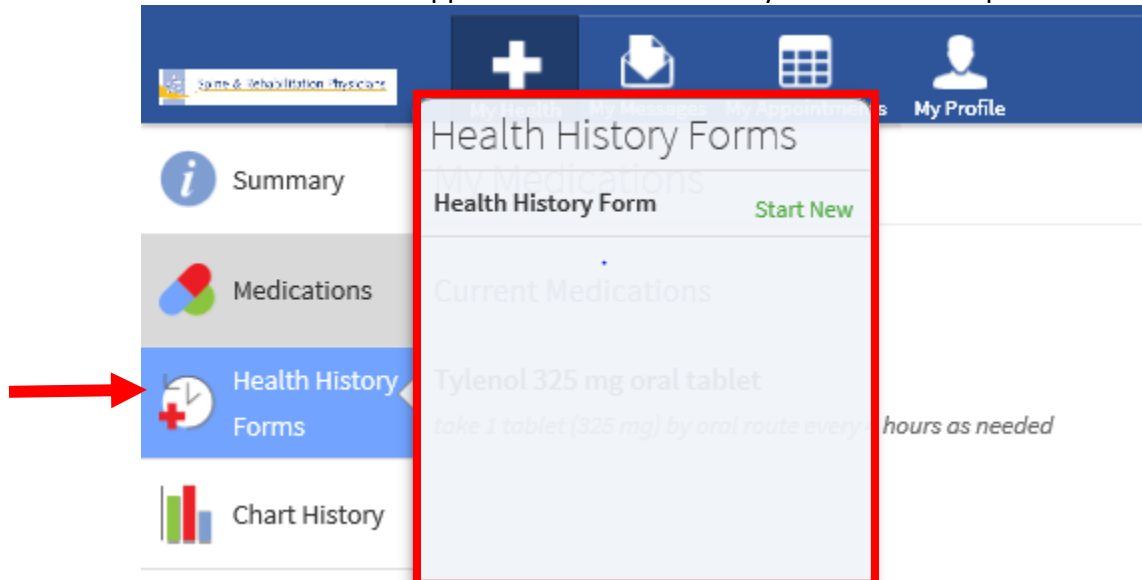 Spine & Rehabilitation Physicians
My Health My Messages My Appointments My Profile
Health History Forms
My Medications
Summary
Health History Form Start New
Medications
Current Medications
Health History
Forms
Tylenol 325 mg oral tablet
take 1 tablet (325 mg) by oral route every hours as needed
Chart History